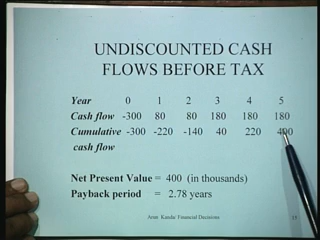 UNDISCOUNTED CASH
FLOWS BEFORE TAX
Year 0 1 2 3 4 5
Cash flow -300 80 80 180 180 180
Cumulative -300 -220 -140 40 220 400
cash flow
Net Present Value = 400 (in thousands)
Payback period = 2.78 years
Financial Decisions